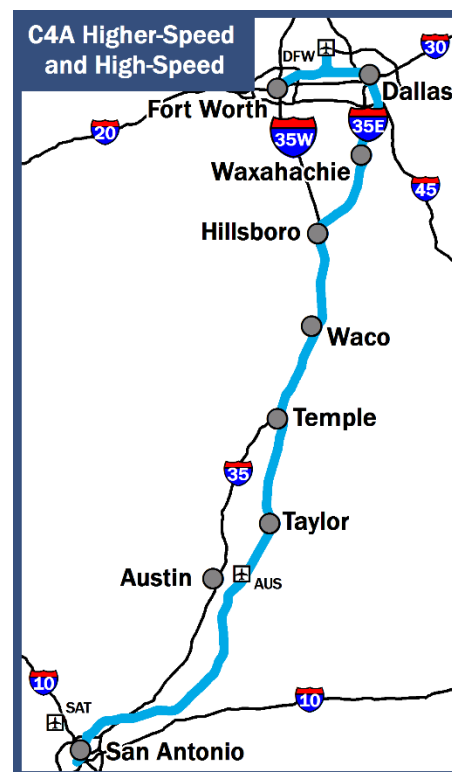 C4A Higher-Speed
and High-Speed
DFW
30
Dallas
Fort Worth
20
35W
35E
Waxahachie
45
Hillsboro
Waco
Temple
35
Taylor
Austin
AUS
10
SAT
10
San Antonio